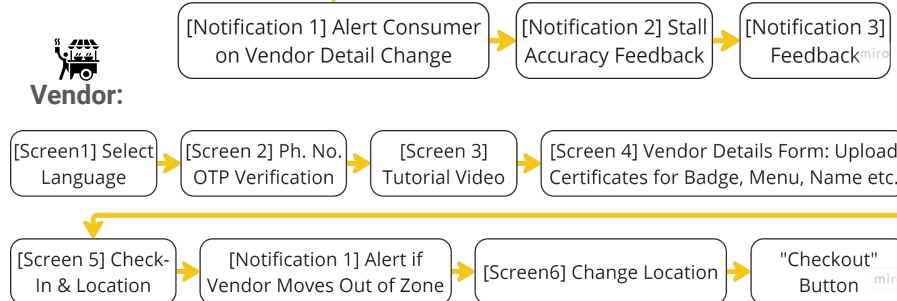 [Notification 1] Alert Consumer
on Vendor Detail Change
[Notification 2] Stall
Accuracy Feedback
[Notification 3]
Feedback
miro
Vendor:
[Screen1] Select
Language
[Screen 2] Ph. No.
OTP Verification
[Screen 3]
Tutorial Video
[Screen 4] Vendor Details Form: Upload
Certificates for Badge, Menu, Name etc.
[Screen 5] Check-
In & Location
[Notification 1] Alert if
Vendor Moves Out of Zone
[Screen6] Change Location
"Checkout"
Button